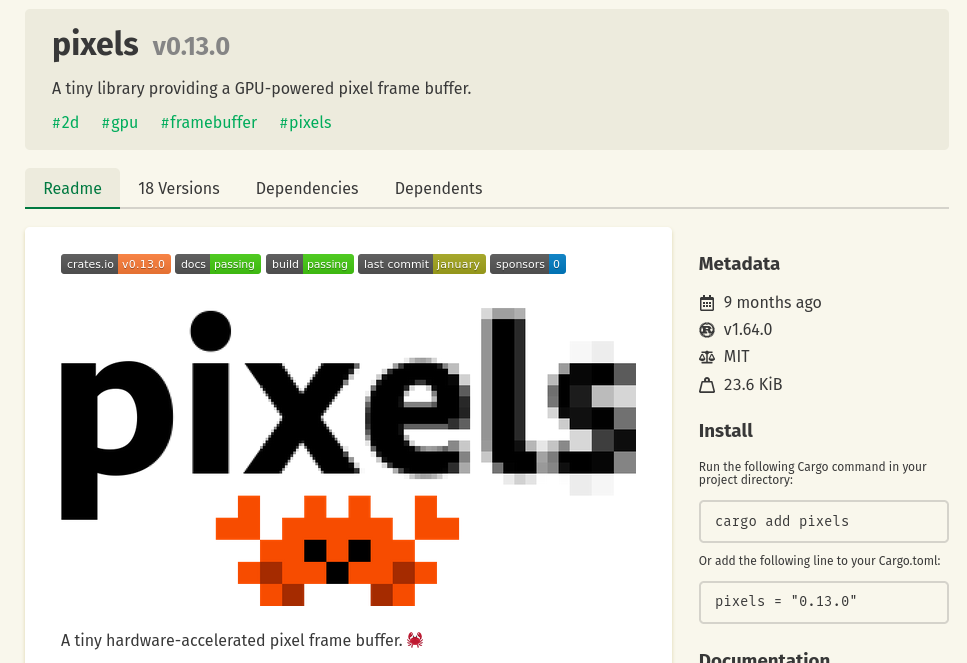 pixels v0.13.0
A tiny library providing a GPU-powered pixel frame buffer.
#2d #gpu #framebuffer #pixels
Readme 18 Versions Dependencies Dependents
crates.io v0.13.0 docs passing build passing last commit january sponsors 0
pixels
A tiny hardware-accelerated pixel frame buffer. 🦀
Metadata
9 months ago
v1.64.0
MIT
23.6 KiB
Install
Run the following Cargo command in your
project directory:
cargo add pixels
Or add the following line to your Cargo.toml:
pixels = "0.13.0"
Documentation